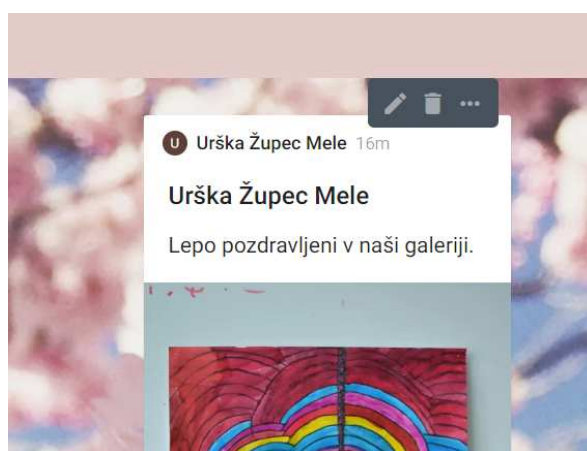 U Urška Župec Mele 16m
Urška Župec Mele
Lepo pozdravljeni v naši galeriji.